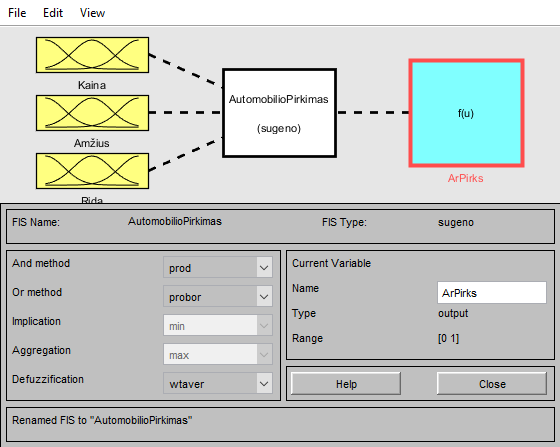 File Edit View
Kaina
Amžius
Rida
AutomobilioPirkimas
(sugeno)
f(u)
ArPirks
FIS Name: AutomobilioPirkimas FIS Type: sugeno
And method prod
Or method probor
Implication min
Aggregation max
Defuzzification wtaver
Current Variable
Name ArPirks
Type output
Range [0 1]
Help Close
Renamed FIS to "AutomobilioPirkimas"